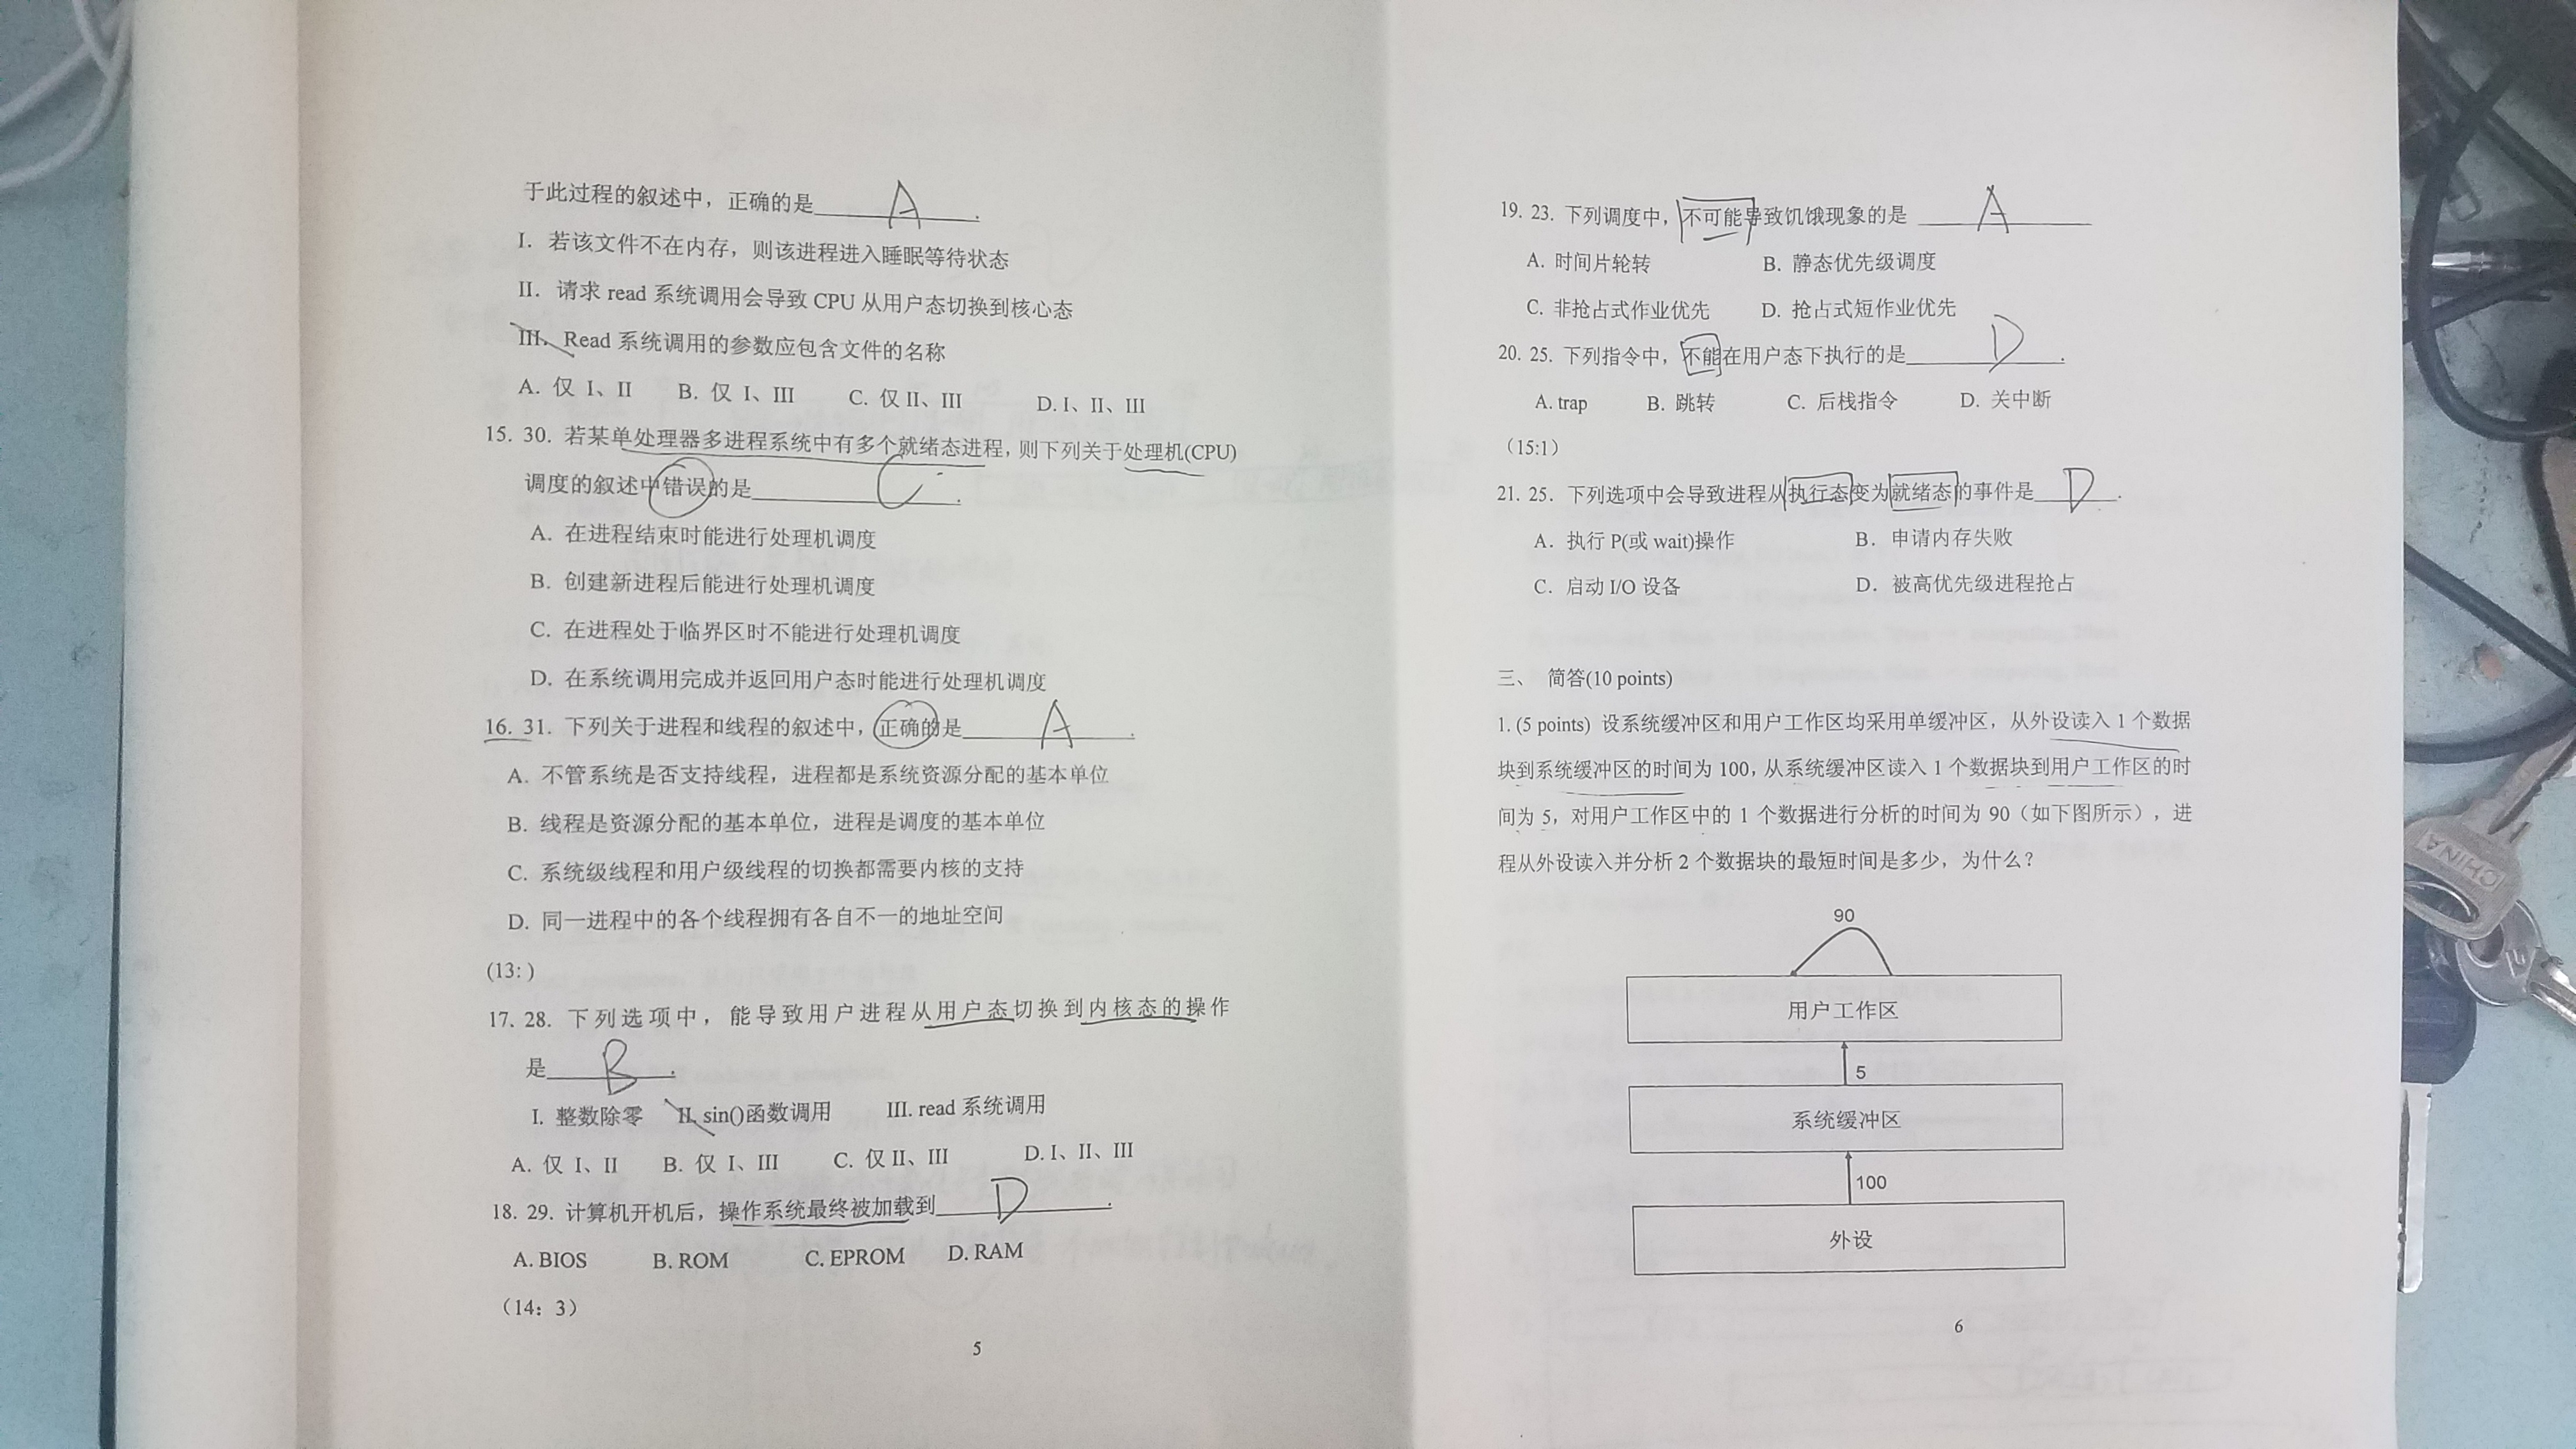 于此过程的叙述中，正确的是 A .
I. 若该文件不在内存，则该进程进入睡眠等待状态
II. 请求 read 系统调用会导致 CPU 从用户态切换到核心态
III. Read 系统调用的参数应包含文件的名称
A. 仅 I、II B. 仅 I、III C. 仅 II、III D. I、II、III
15. 30. 若某单处理器多进程系统中有多个就绪态进程，则下列关于处理机(CPU)
调度的叙述中错误的是 C .
A. 在进程结束时能进行处理机调度
B. 创建新进程后能进行处理机调度
C. 在进程处于临界区时不能进行处理机调度
D. 在系统调用完成并返回用户态时能进行处理机调度
16. 31. 下列关于进程和线程的叙述中，正确的是 A .
A. 不管系统是否支持线程，进程都是系统资源分配的基本单位
B. 线程是资源分配的基本单位，进程是调度的基本单位
C. 系统级线程和用户级线程的切换都需要内核的支持
D. 同一进程中的各个线程拥有各自不一的地址空间
(13: )
17. 28. 下列选项中，能导致用户进程从用户态切换到内核态的操作
是 B .
I. 整数除零 II. sin()函数调用 III. read 系统调用
A. 仅 I、II B. 仅 I、III C. 仅 II、III D. I、II、III
18. 29. 计算机开机后，操作系统最终被加载到 D .
A. BIOS B. ROM C. EPROM D. RAM
（14：3）
5
19. 23. 下列调度中，不可能导致饥饿现象的是 A
A. 时间片轮转 B. 静态优先级调度
C. 非抢占式作业优先 D. 抢占式短作业优先
20. 25. 下列指令中，不能在用户态下执行的是 D .
A. trap B. 跳转 C. 后栈指令 D. 关中断
（15:1）
21. 25. 下列选项中会导致进程从执行态变为就绪态的事件是 D .
A. 执行 P(或 wait)操作 B. 申请内存失败
C. 启动 I/O 设备 D. 被高优先级进程抢占
三、 简答(10 points)
1. (5 points) 设系统缓冲区和用户工作区均采用单缓冲区，从外设读入 1 个数据
块到系统缓冲区的时间为 100，从系统缓冲区读入 1 个数据块到用户工作区的时
间为 5，对用户工作区中的 1 个数据进行分析的时间为 90（如下图所示），进
程从外设读入并分析 2 个数据块的最短时间是多少，为什么？
90
用户工作区
5
系统缓冲区
100
外设
6
CHINA